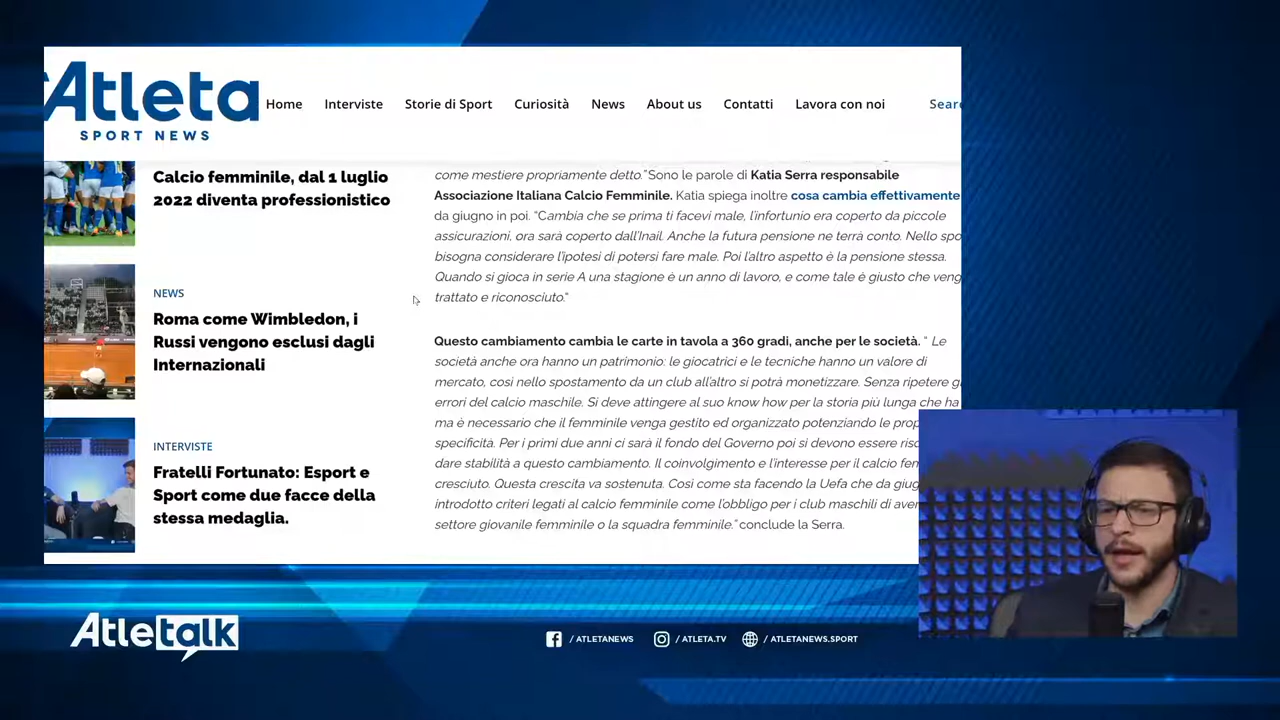 Atleta
SPORT NEWS
Home Interviste Storie di Sport Curiosità News About us Contatti Lavora con noi
Calcio femminile, dal 1 luglio
2022 diventa professionistico
NEWS
Roma come Wimbledon, i
Russi vengono esclusi dagli
Internazionali
INTERVISTE
Fratelli Fortunato: Esport e
Sport come due facce della
stessa medaglia.
come mestiere propriamente detto." Sono le parole di Katia Serra responsabile
Associazione Italiana Calcio Femminile. Katia spiega inoltre cosa cambia effettivamente
da giugno in poi. "Cambia che se prima ti facevi male, l'infortunio era coperto da piccole
assicurazioni, ora sarà coperto dall'Inail. Anche la futura pensione ne terrà conto. Nello spo
bisogna considerare l'ipotesi di potersi fare male. Poi l'altro aspetto è la pensione stessa.
Quando si gioca in serie A una stagione è un anno di lavoro, e come tale è giusto che veng
trattato e riconosciuto."
Questo cambiamento cambia le carte in tavola a 360 gradi, anche per le società. " Le
società anche ora hanno un patrimonio: le giocatrici e le tecniche hanno un valore di
mercato, così nello spostamento da un club all'altro si potrà monetizzare. Senza ripetere gl
errori del calcio maschile. Si deve attingere al suo know how per la storia più lunga che ha
ma è necessario che il femminile venga gestito ed organizzato potenziando le prop
specificità. Per i primi due anni ci sarà il fondo del Governo poi si devono essere riso
dare stabilità a questo cambiamento. Il coinvolgimento e l'interesse per il calcio fem
cresciuto. Questa crescita va sostenuta. Così come sta facendo la Uefa che da giug
introdotto criteri legati al calcio femminile come l'obbligo per i club maschili di aver
settore giovanile femminile o la squadra femminile." conclude la Serra.
Atletalk
/ ATLETANEWS / ATLETA.TV / ATLETANEWS.SPORT